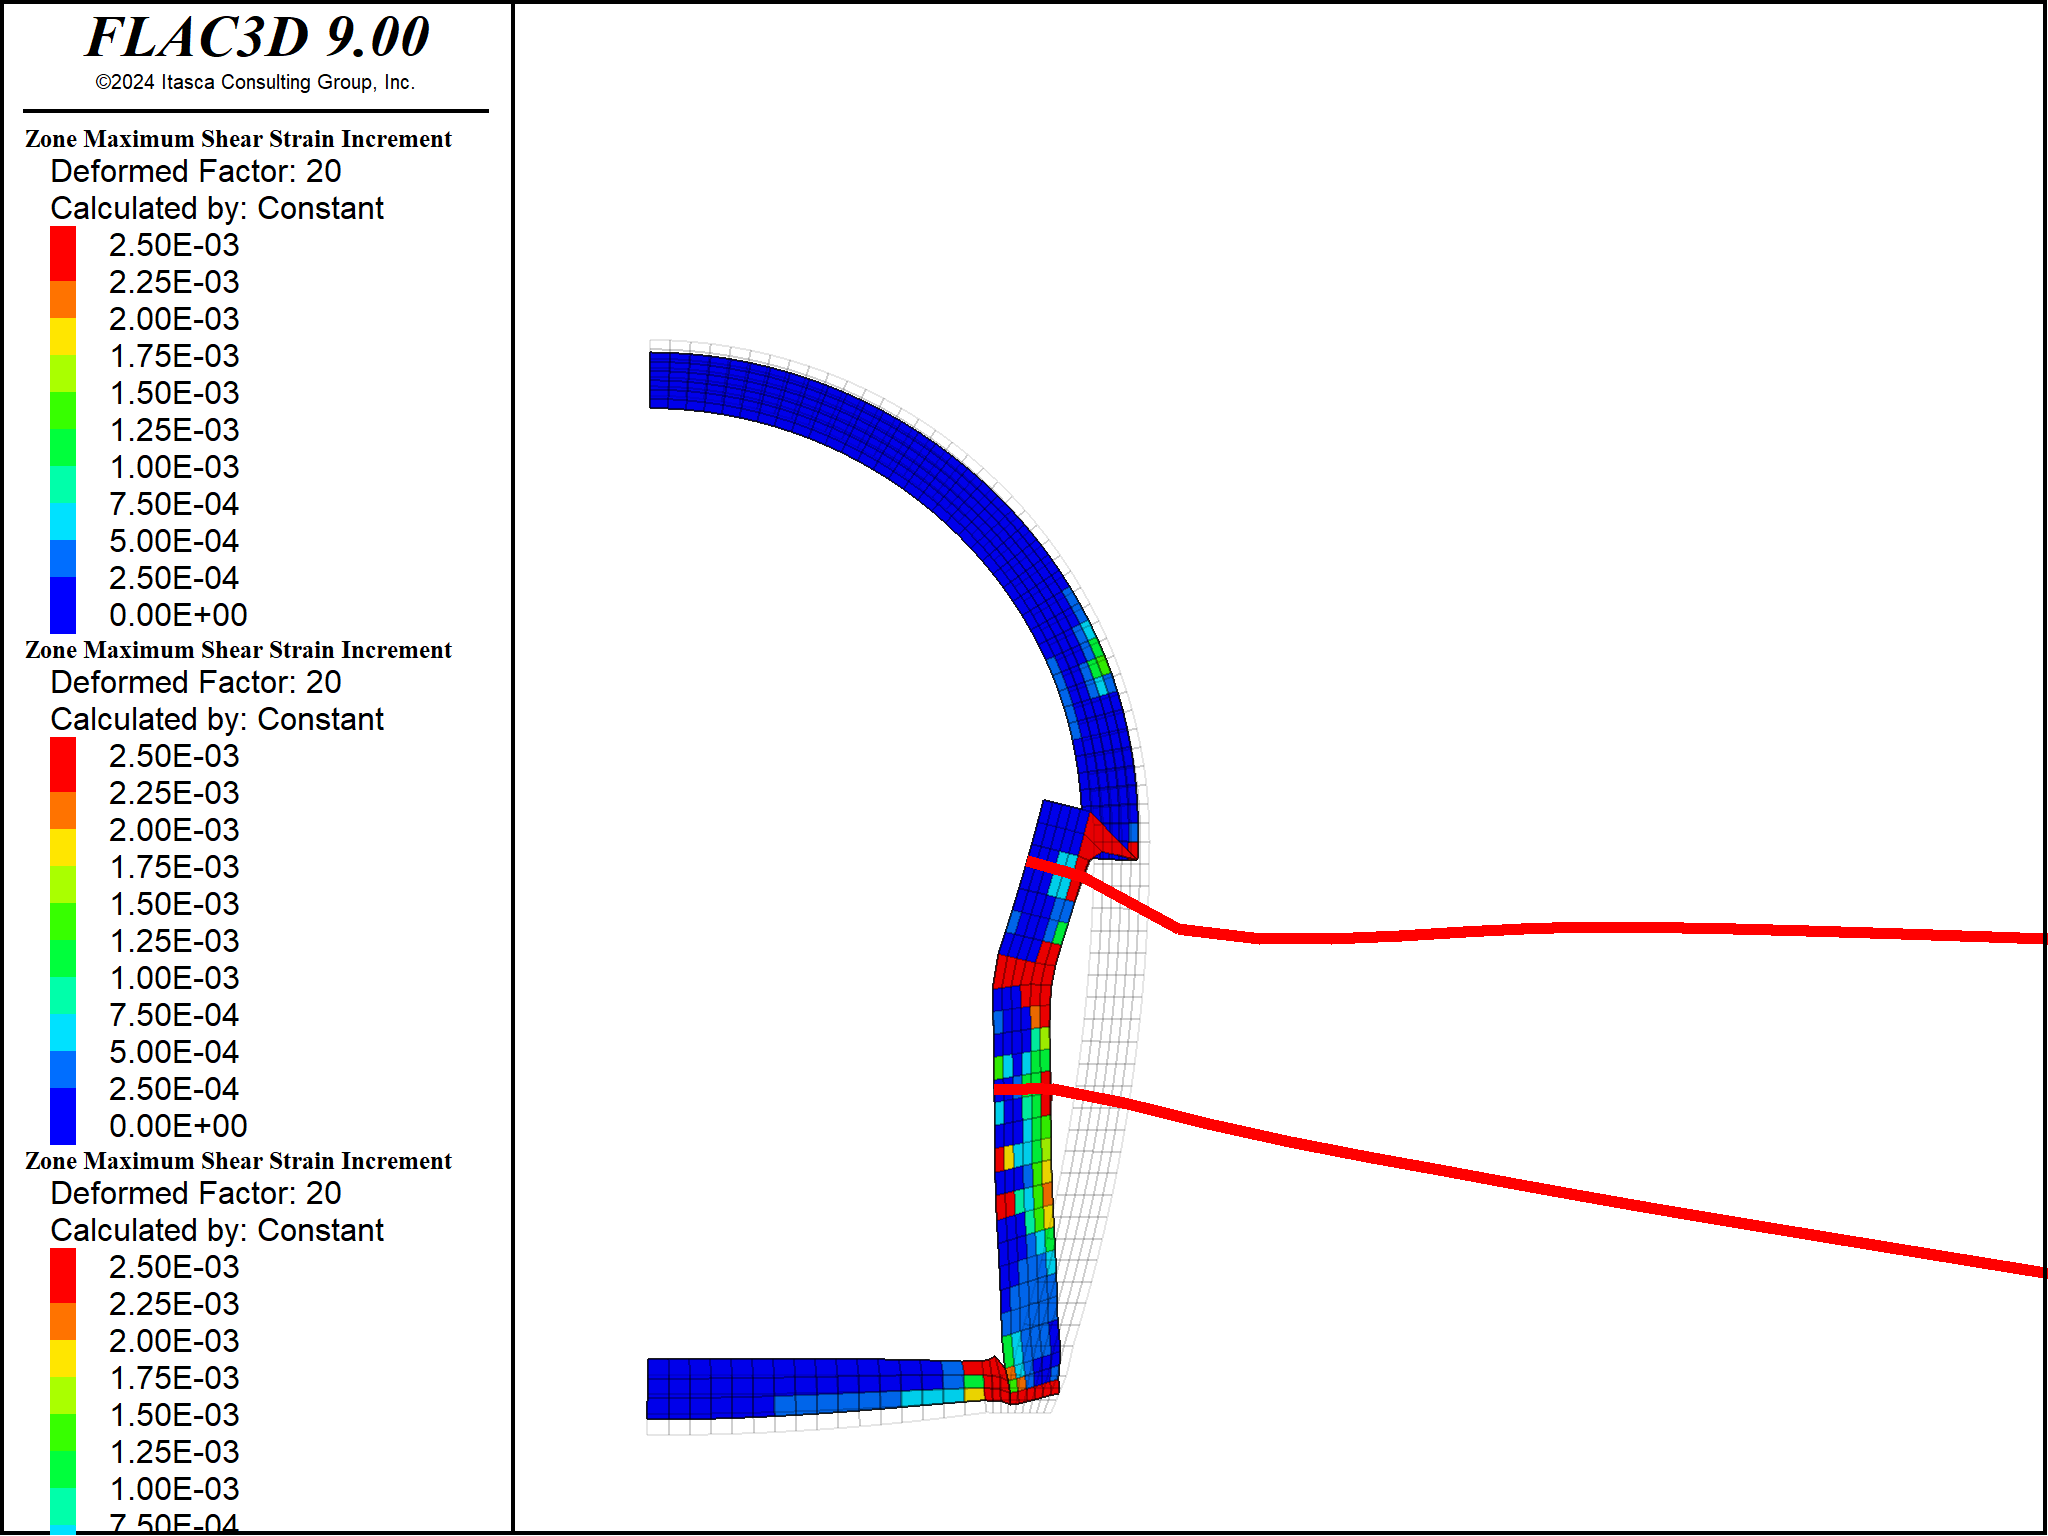 FLAC3D 9.00
©2024 Itasca Consulting Group, Inc.
Zone Maximum Shear Strain Increment
Deformed Factor: 20
Calculated by: Constant
2.50E-03
2.25E-03
2.00E-03
1.75E-03
1.50E-03
1.25E-03
1.00E-03
7.50E-04
5.00E-04
2.50E-04
0.00E+00
Zone Maximum Shear Strain Increment
Deformed Factor: 20
Calculated by: Constant
2.50E-03
2.25E-03
2.00E-03
1.75E-03
1.50E-03
1.25E-03
1.00E-03
7.50E-04
5.00E-04
2.50E-04
0.00E+00
Zone Maximum Shear Strain Increment
Deformed Factor: 20
Calculated by: Constant
2.50E-03
2.25E-03
2.00E-03
1.75E-03
1.50E-03
1.25E-03
1.00E-03
7.50E-04